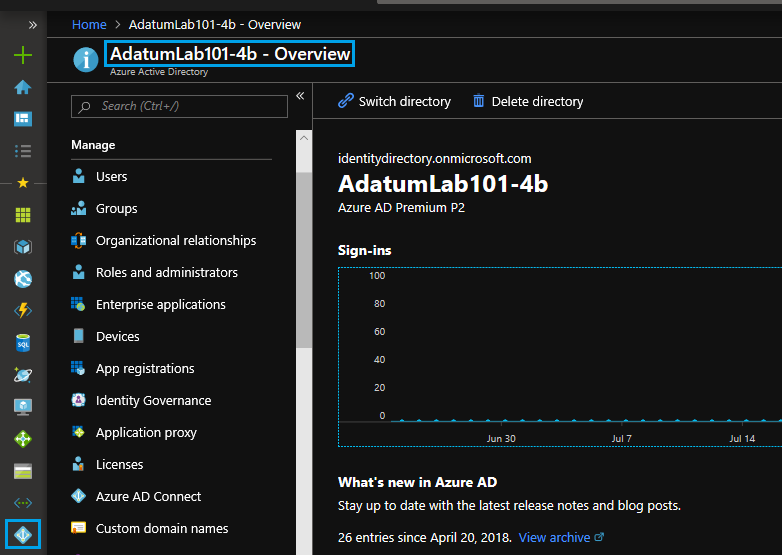 Home > AdatumLab101-4b - Overview
AdatumLab101-4b - Overview
Azure Active Directory
Search (Ctrl+/)
Manage
Users
Groups
Organizational relationships
Roles and administrators
Enterprise applications
Devices
App registrations
Identity Governance
Application proxy
Licenses
Azure AD Connect
Custom domain names
Switch directory
Delete directory
identitydirectory.onmicrosoft.com
AdatumLab101-4b
Azure AD Premium P2
Sign-ins
100
80
60
40
20
0
Jun 30 Jul 7 Jul 14
What's new in Azure AD
Stay up to date with the latest release notes and blog posts.
26 entries since April 20, 2018. View archive
SQL